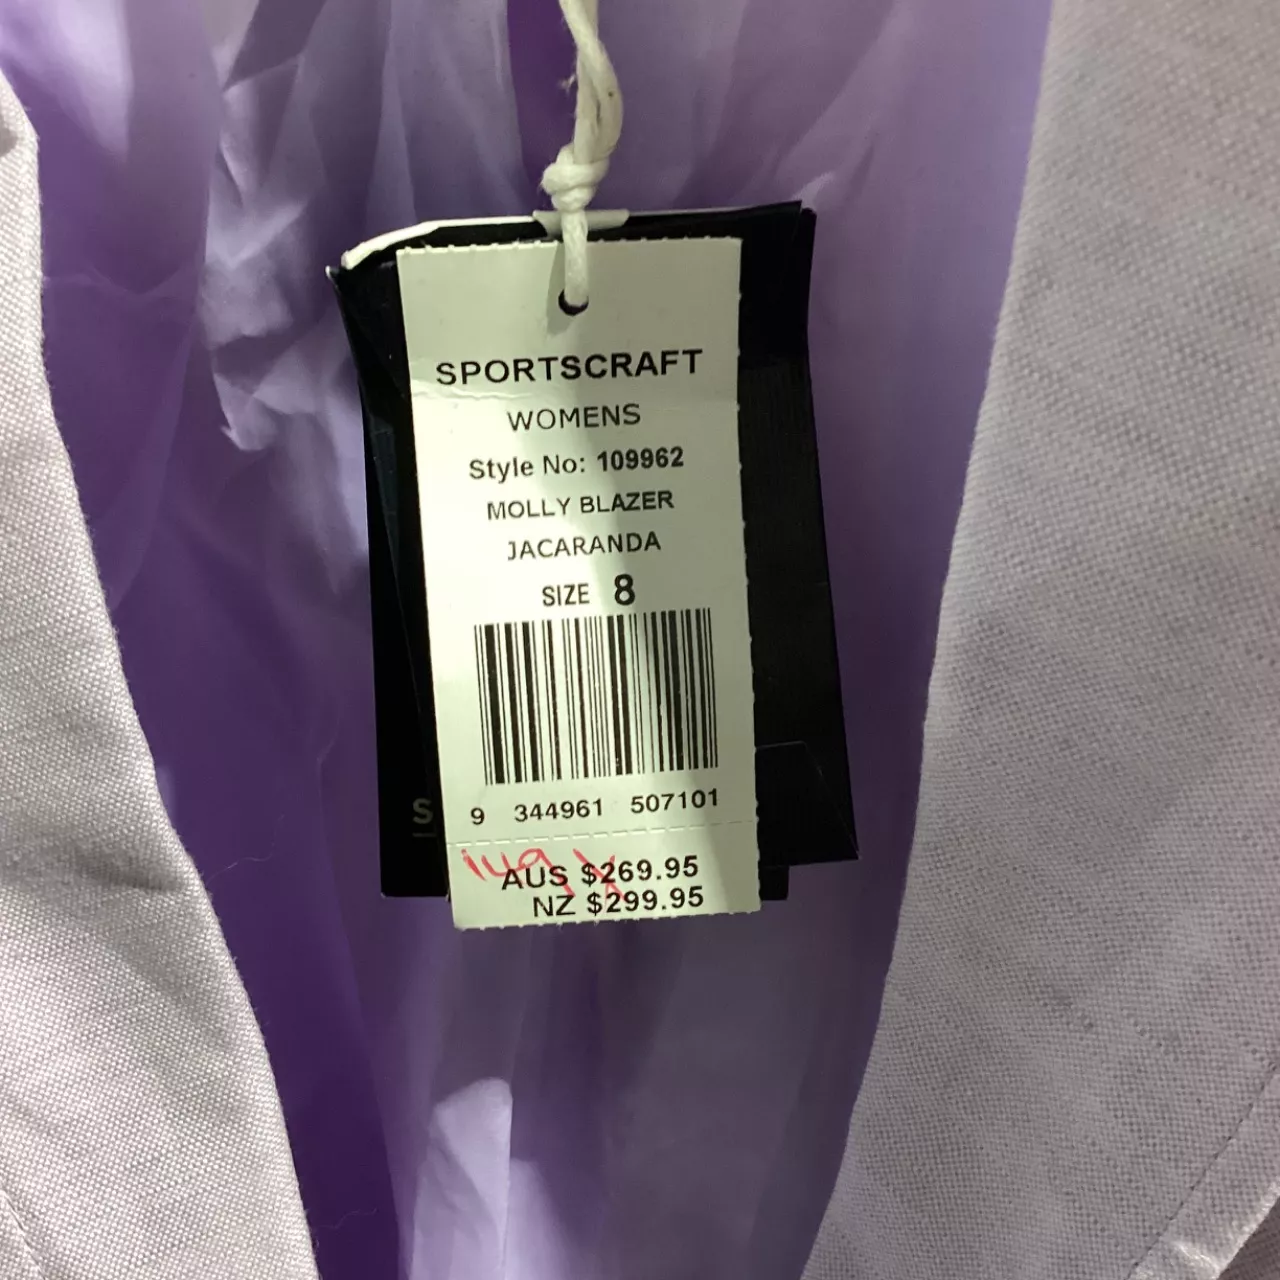 SPORTSCRAFT
WOMENS
Style No: 109962
MOLLY BLAZER
JACARANDA
SIZE 8
9 344961 507101
AUS $269.95
NZ $299.95
S